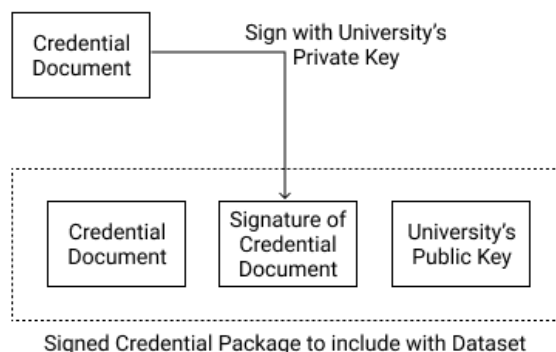 Credential
Document
Sign with University's
Private Key
Credential
Document
Signature of
Credential
Document
University's
Public Key
Signed Credential Package to include with Dataset